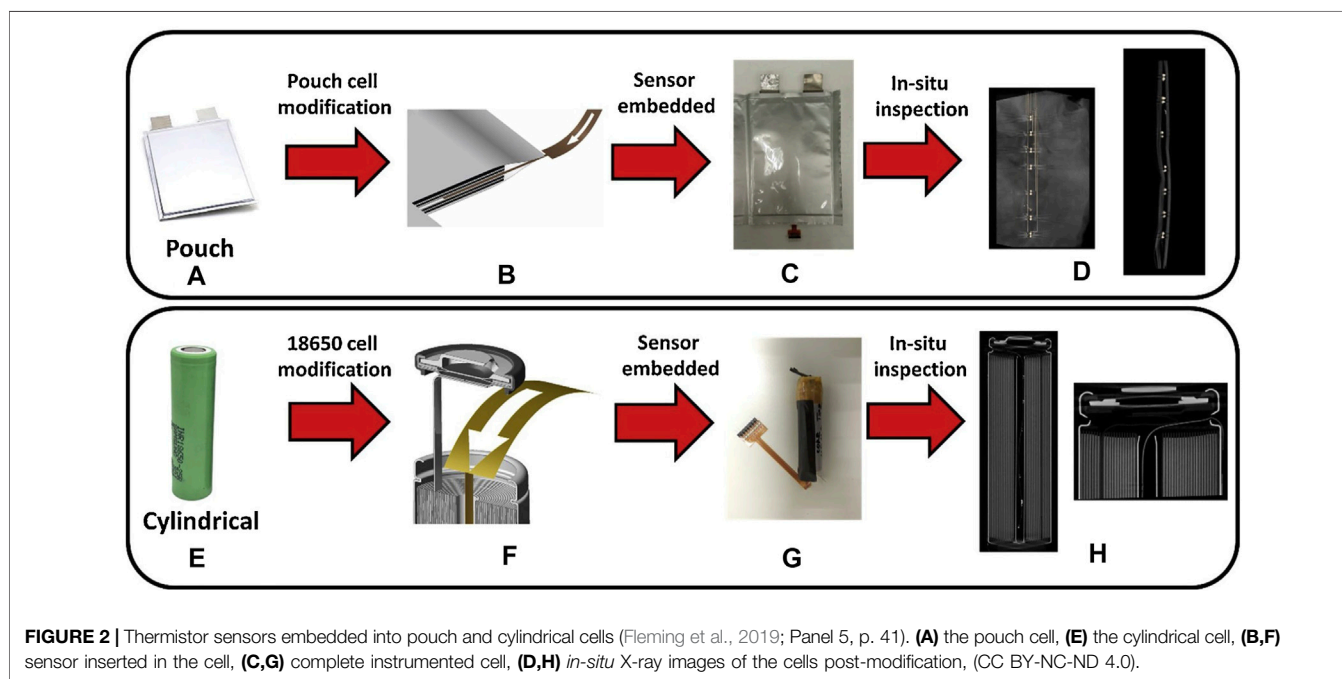 Pouch cell
modification
Sensor
embedded
In-situ
inspection
Pouch
A
B
C
D
18650 cell
modification
Sensor
embedded
In-situ
inspection
Cylindrical
E
F
G
H
FIGURE 2 | Thermistor sensors embedded into pouch and cylindrical cells (Fleming et al., 2019; Panel 5, p. 41). (A) the pouch cell, (E) the cylindrical cell, (B,F)
sensor inserted in the cell, (C,G) complete instrumented cell, (D,H) in-situ X-ray images of the cells post-modification, (CC BY-NC-ND 4.0).